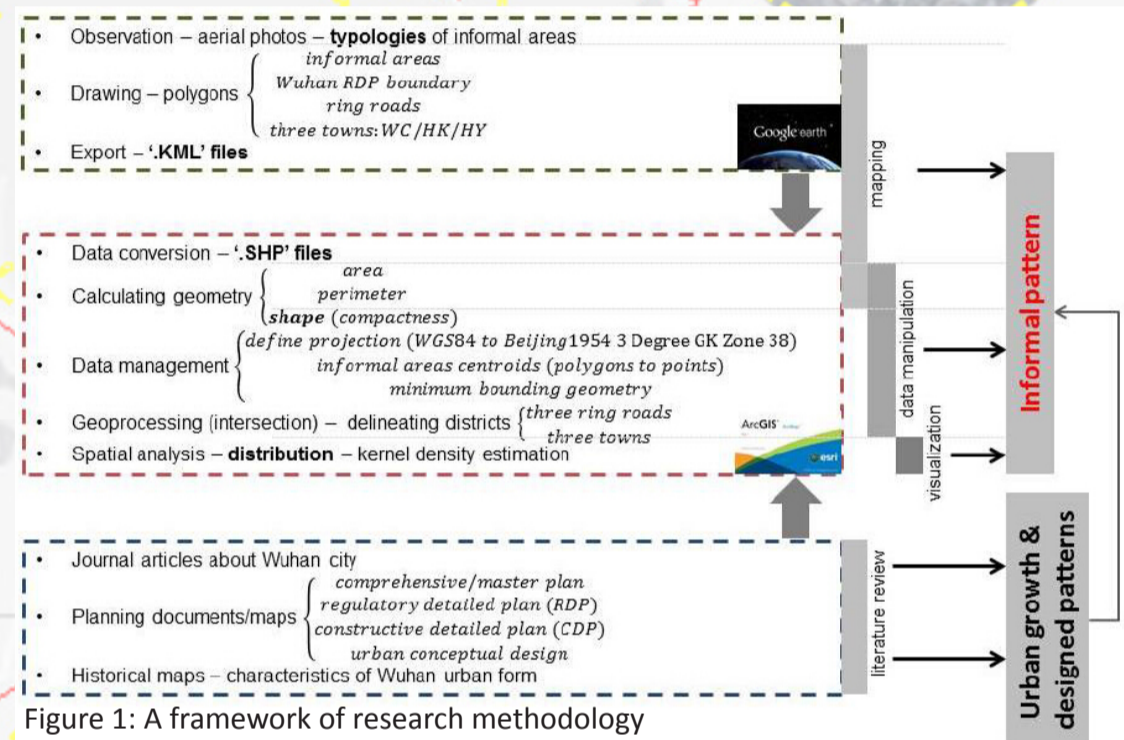 • Observation – aerial photos – typologies of informal areas
informal areas
Wuhan RDP boundary
• Drawing – polygons
ring roads
three towns: WC/HK/HY
• Export – ‘.KML’ files
Google earth
mapping
• Data conversion – ‘.SHP’ files
area
• Calculating geometry
perimeter
shape (compactness)
define projection (WGS84 to Beijing1954 3 Degree GK Zone 38)
• Data management
informal areas centroids (polygons to points)
minimum bounding geometry
• Geoprocessing (intersection) – delineating districts
three ring roads
three towns
• Spatial analysis – distribution – kernel density estimation
ArcGIS
esri
data manipulation
visualization
Informal pattern
• Journal articles about Wuhan city
comprehensive/master plan
• Planning documents/maps
regulatory detailed plan (RDP)
constructive detailed plan (CDP)
urban conceptual design
• Historical maps – characteristics of Wuhan urban form
literature review
Urban growth &
designed patterns
Figure 1: A framework of research methodology